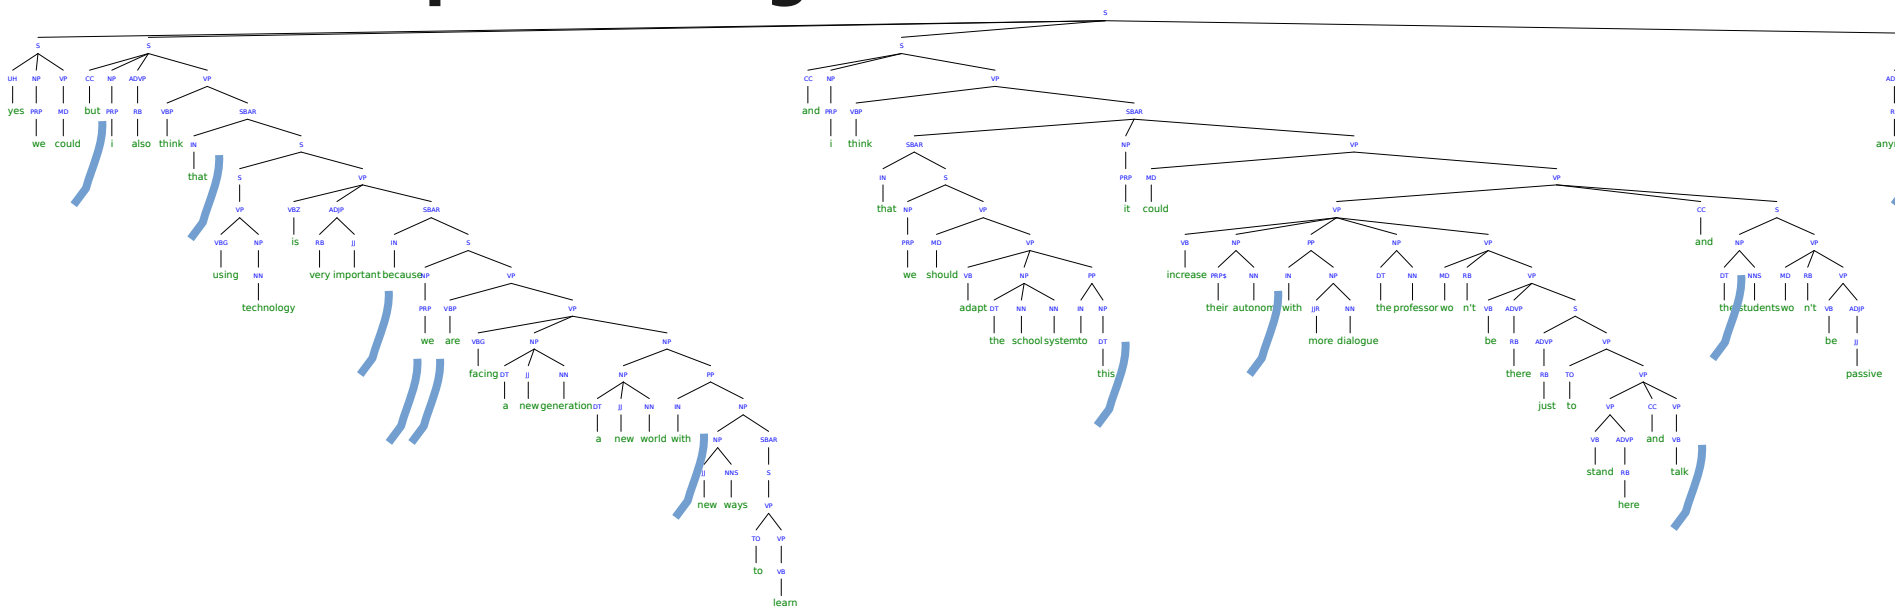 S
S S S
UH NP VP CC NP ADVP VP CC NP VP
yes PRP MD but PRP RB VBP SBAR and PRP VBP SBAR
we could i also think IN S i think SBAR NP VP
that S VP IN S PRP MD VP
VP VBZ ADJP SBAR that NP VP it could VP CC S
VBG NP is RB JJ IN S PRP MD VP VB NP PP NP VP and NP VP
using NN very important because NP VP we should VB NP PP increase PRP$ NN IN NP DT NN MD RB VP DT NNS MD RB VP
technology PRP VBP VP adapt DT NN NN IN NP their autonom with JJR NN the professor wo n't VB ADVP S the students wo n't VB ADJP
we are VBG NP NP the school system to DT more dialogue be RB ADVP VP be JJ
facing DT JJ NN NP PP this there RB TO VP passive
a new generation DT JJ NN IN NP just to VP CC VP
a new world with NP SBAR VB ADVP and VB
JJ NNS S stand RB talk
new ways VP here
TO VP
to VB
learn